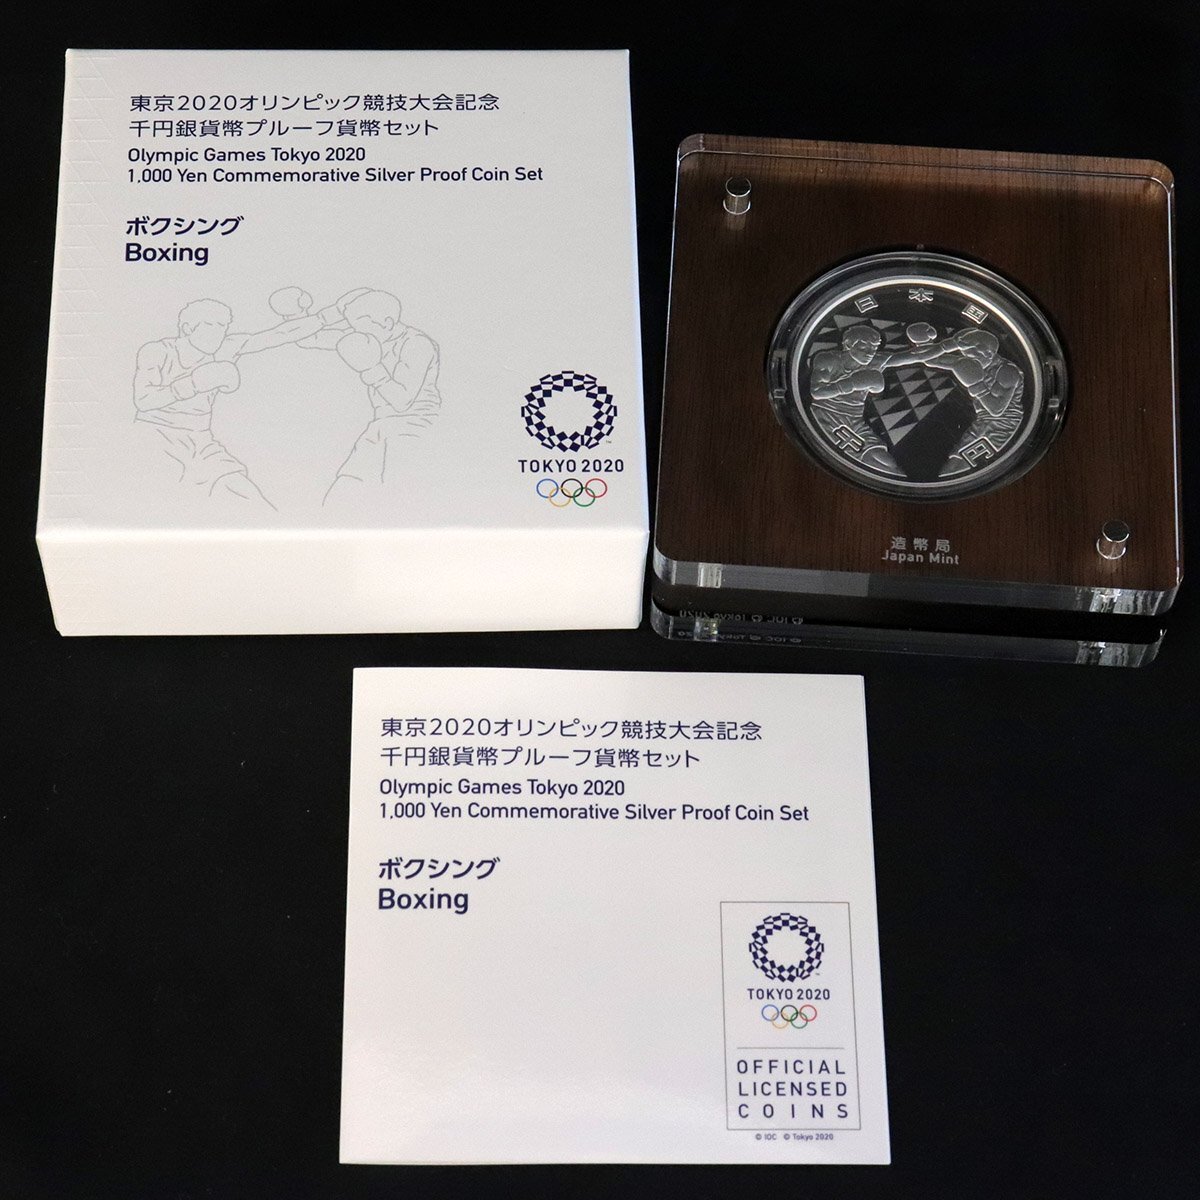 東京2020オリンピック競技大会記念
千円銀貨幣プルーフ貨幣セット
Olympic Games Tokyo 2020
1,000 Yen Commemorative Silver Proof Coin Set
ボクシング
Boxing
TOKYO 2020
日本国
千円
造幣局
Japan Mint
東京2020オリンピック競技大会記念
千円銀貨幣プルーフ貨幣セット
Olympic Games Tokyo 2020
1,000 Yen Commemorative Silver Proof Coin Set
ボクシング
Boxing
TOKYO 2020
OFFICIAL
LICENSED
COINS
© IOC © Tokyo 2020